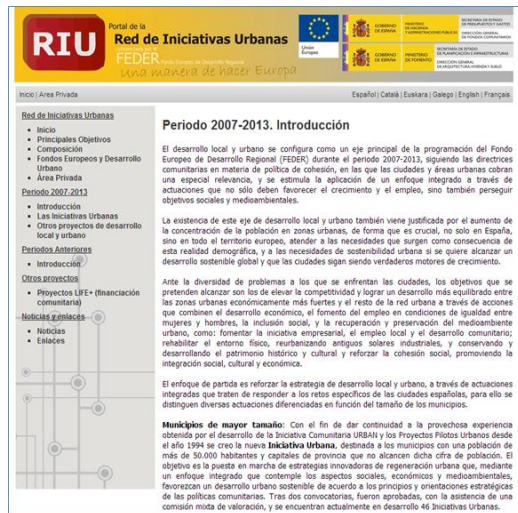 RIU
Portal de la
Red de Iniciativas Urbanas
FEDER
Fondo Europeo de Desarrollo Regional
Una manera de hacer Europa
Unión
Europea
GOBIERNO
DE ESPAÑA
MINISTERIO
DE HACIENDA
Y ADMINISTRACIONES PÚBLICAS
SECRETARÍA DE ESTADO
DE PRESUPUESTOS Y GASTOS
DIRECCIÓN GENERAL
DE FONDOS COMUNITARIOS
GOBIERNO
DE ESPAÑA
MINISTERIO
DE FOMENTO
DIRECCIÓN GENERAL
DE ARQUITECTURA, VIVIENDA Y SUELO
Inicio | Area Privada
Español | Català | Euskara | Galego | English | Français
Red de Iniciativas Urbanas
Inicio
Principales Objetivos
Composición
Fondos Europeos y Desarrollo
Urbano
Área Privada
Periodo 2007-2013
Introducción
Las Iniciativas Urbanas
Otros proyectos de desarrollo
local y urbano
Periodos Anteriores
Introducción
Otros proyectos
Proyectos LIFE+ (financiación
comunitaria)
Noticias y enlaces
Noticias
Enlaces
Periodo 2007-2013. Introducción
El desarrollo local y urbano se configura como un eje principal de la programación del Fondo
Europeo de Desarrollo Regional (FEDER) durante el periodo 2007-2013, siguiendo las directrices
comunitarias en materia de política de cohesión, en las que las ciudades y áreas urbanas cobran
una especial relevancia, y se estimula la aplicación de un enfoque integrado a través de
actuaciones que no sólo deben favorecer el crecimiento y el empleo, sino también perseguir
objetivos sociales y medioambientales.
La existencia de este eje de desarrollo local y urbano también viene justificada por el aumento de
la concentración de la población en zonas urbanas, de forma que es crucial, no solo en España,
sino en todo el territorio europeo, atender a las necesidades que surgen como consecuencia de
esta realidad demográfica, y a las necesidades de sostenibilidad urbana si se quiere alcanzar un
desarrollo sostenible global y que las ciudades sigan siendo verdaderos motores de crecimiento.
Ante la diversidad de problemas a los que se enfrentan las ciudades, los objetivos que se
pretenden alcanzar son los de elevar la competitividad y lograr un desarrollo más equilibrado entre
las zonas urbanas económicamente más fuertes y el resto de la red urbana a través de acciones
que combinen el desarrollo económico, el fomento del empleo en condiciones de igualdad entre
mujeres y hombres, la inclusión social, y la recuperación y preservación del medioambiente
urbano, como: fomentar la iniciativa empresarial, el empleo local y el desarrollo comunitario;
rehabilitar el entorno físico, reurbanizando antiguos solares industriales, y conservando y
desarrollando el patrimonio histórico y cultural y reforzar la cohesión social, promoviendo la
integración social, cultural y económica.
El enfoque de partida es reforzar la estrategia de desarrollo local y urbano, a través de actuaciones
integradas que traten de responder a los retos específicos de las ciudades españolas, para ello se
distinguen diversas actuaciones diferenciadas en función del tamaño de los municipios.
Municipios de mayor tamaño: Con el fin de dar continuidad a la provechosa experiencia
obtenida por el desarrollo de la Iniciativa Comunitaria URBAN y los Proyectos Pilotos Urbanos desde
el año 1994 se creo la nueva Iniciativa Urbana, destinada a los municipios con una población de
más de 50.000 habitantes y capitales de provincia que no alcancen dicha cifra de población. El
objetivo es la puesta en marcha de estrategias innovadoras de regeneración urbana que, mediante
un enfoque integrado que contemple los aspectos sociales, económicos y medioambientales,
favorezcan un desarrollo urbano sostenible de acuerdo a los principios y orientaciones estratégicas
de las políticas comunitarias. Tras dos convocatorias, fueron aprobadas, con la asistencia de una
comisión mixta de valoración, y se encuentran actualmente en desarrollo 46 Iniciativas Urbanas.